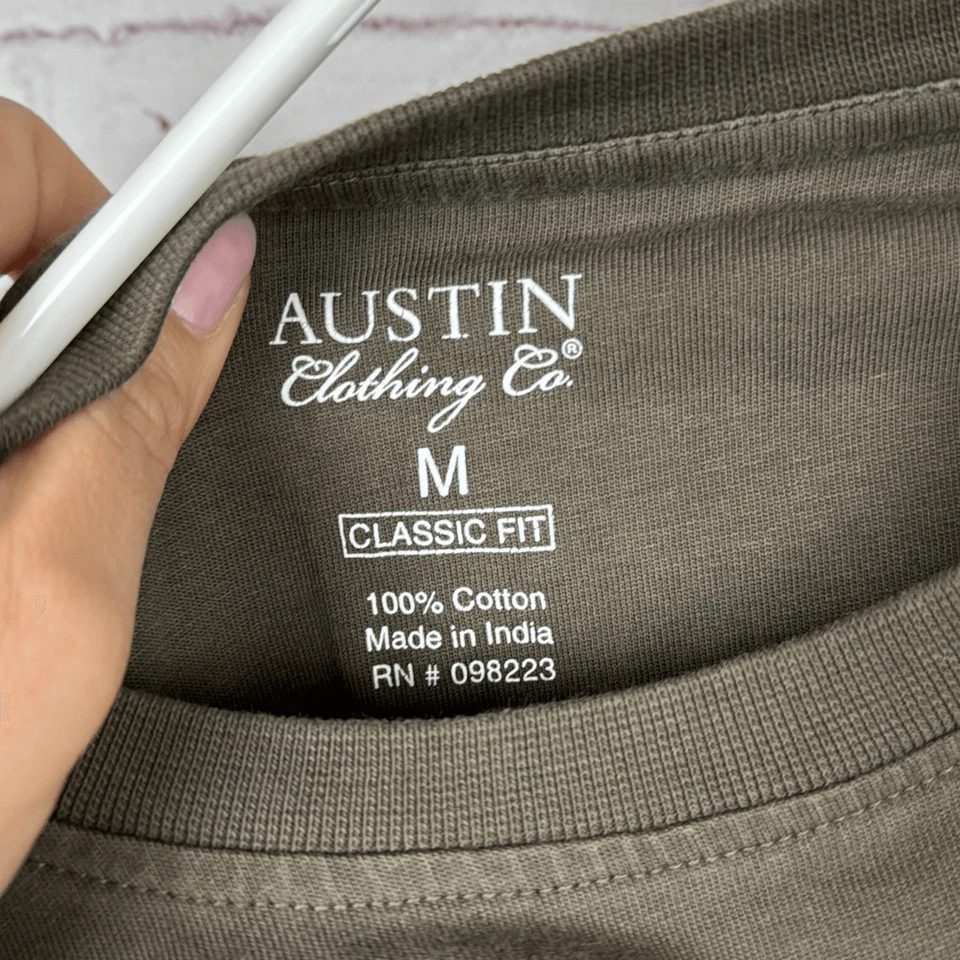 AUSTIN
Clothing Co.®
M
CLASSIC FIT
100% Cotton
Made in India
RN # 098223